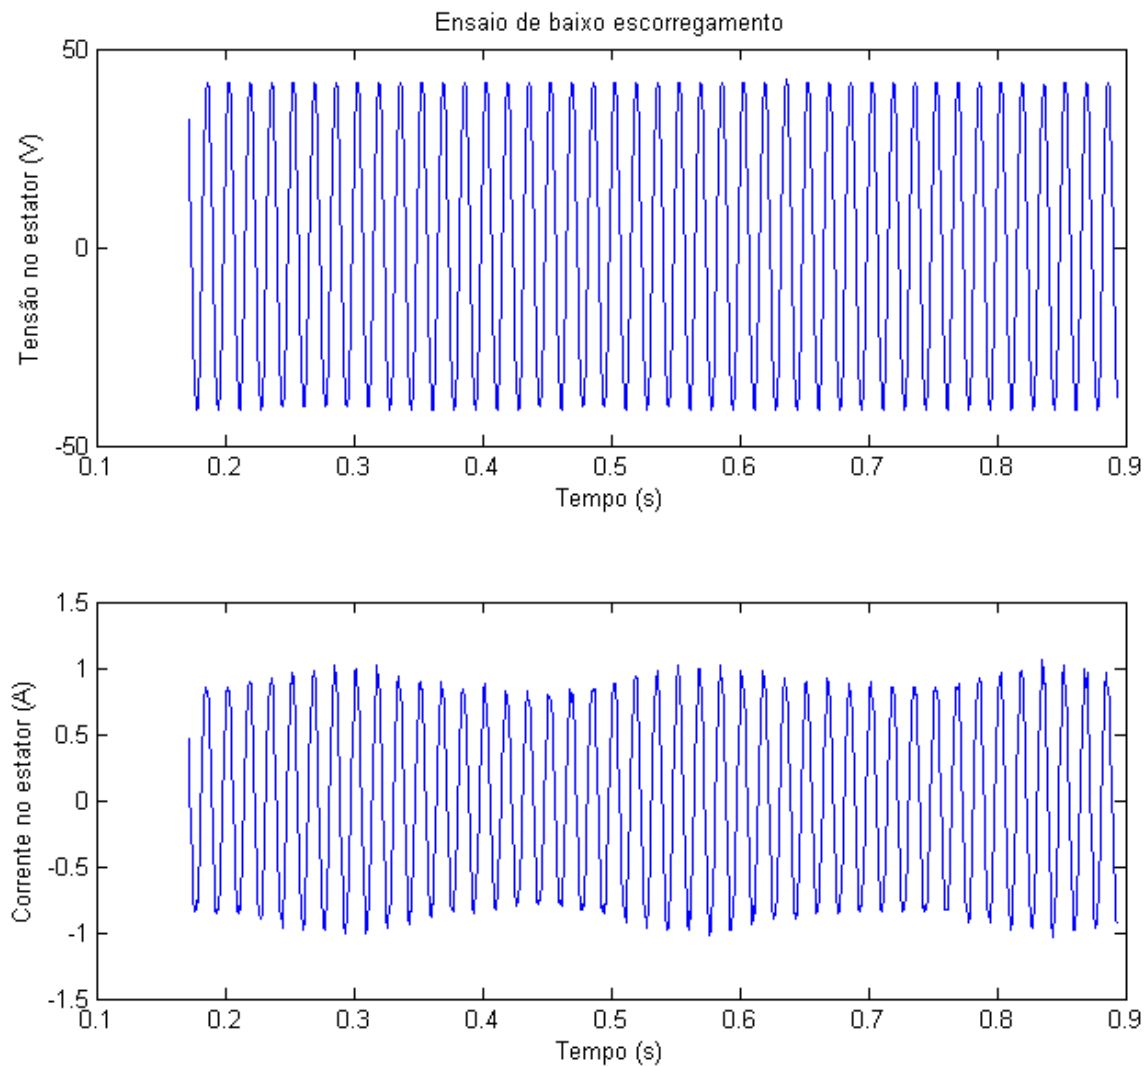 Ensaio de baixo escorregamento
50
0
-50
Tensão no estator (V)
0.1 0.2 0.3 0.4 0.5 0.6 0.7 0.8 0.9
Tempo (s)
1.5
1
0.5
0
-0.5
-1
-1.5
Corrente no estator (A)
0.1 0.2 0.3 0.4 0.5 0.6 0.7 0.8 0.9
Tempo (s)